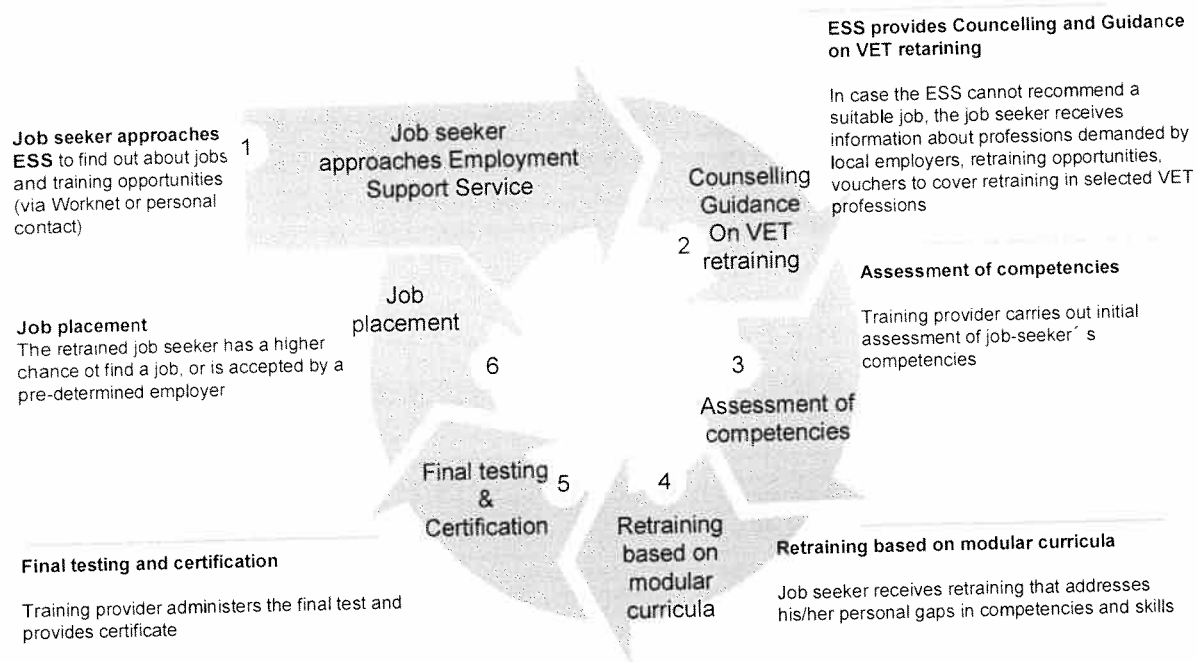 Job seeker approaches
ESS to find out about jobs
and training opportunities
(via Worknet or personal
contact)
1
Job seeker
approaches Employment
Support Service
ESS provides Councelling and Guidance
on VET retarining
In case the ESS cannot recommend a
suitable job, the job seeker receives
information about professions demanded by
local employers, retraining opportunities,
vouchers to cover retraining in selected VET
professions
Counselling
Guidance
On VET
retraining
2
Assessment of competencies
Training provider carries out initial
assessment of job-seeker´ s
competencies
3
Assessment of
competencies
4
Retraining
based on
modular
curricula
Retraining based on modular curricula
Job seeker receives retraining that addresses
his/her personal gaps in competencies and skills
Final testing
&
Certification
5
Final testing and certification
Training provider administers the final test and
provides certificate
Job
placement
6
Job placement
The retrained job seeker has a higher
chance ot find a job, or is accepted by a
pre-determined employer